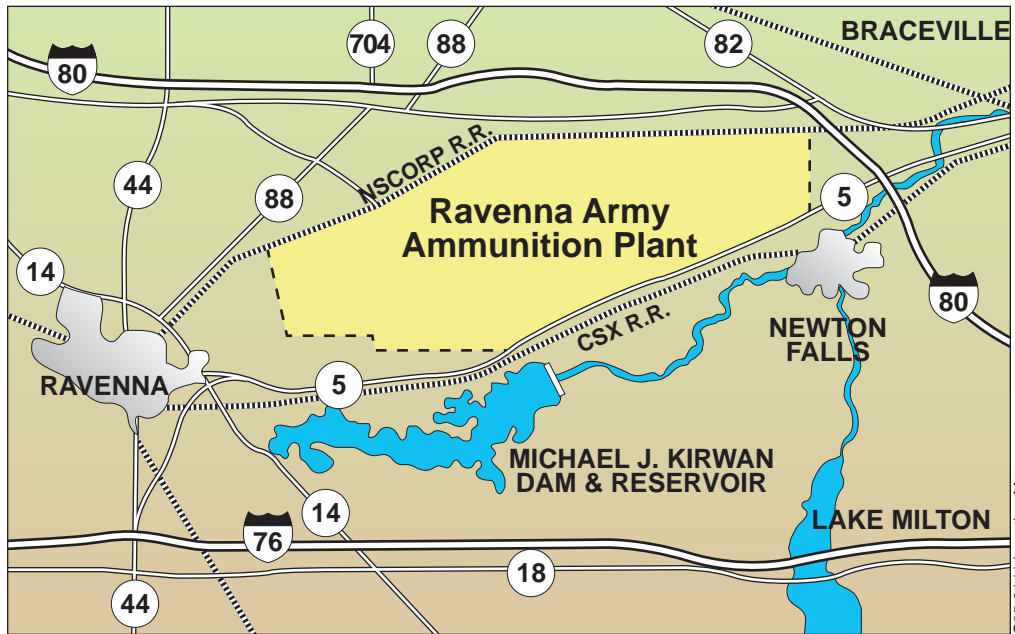 BRACEVILLE
704
88
82
80
44
NSCORP R.R.
88
5
Ravenna Army
Ammunition Plant
14
80
CSX R.R.
NEWTON
FALLS
RAVENNA
5
MICHAEL J. KIRWAN
DAM & RESERVOIR
14
76
LAKE MILTON
18
44